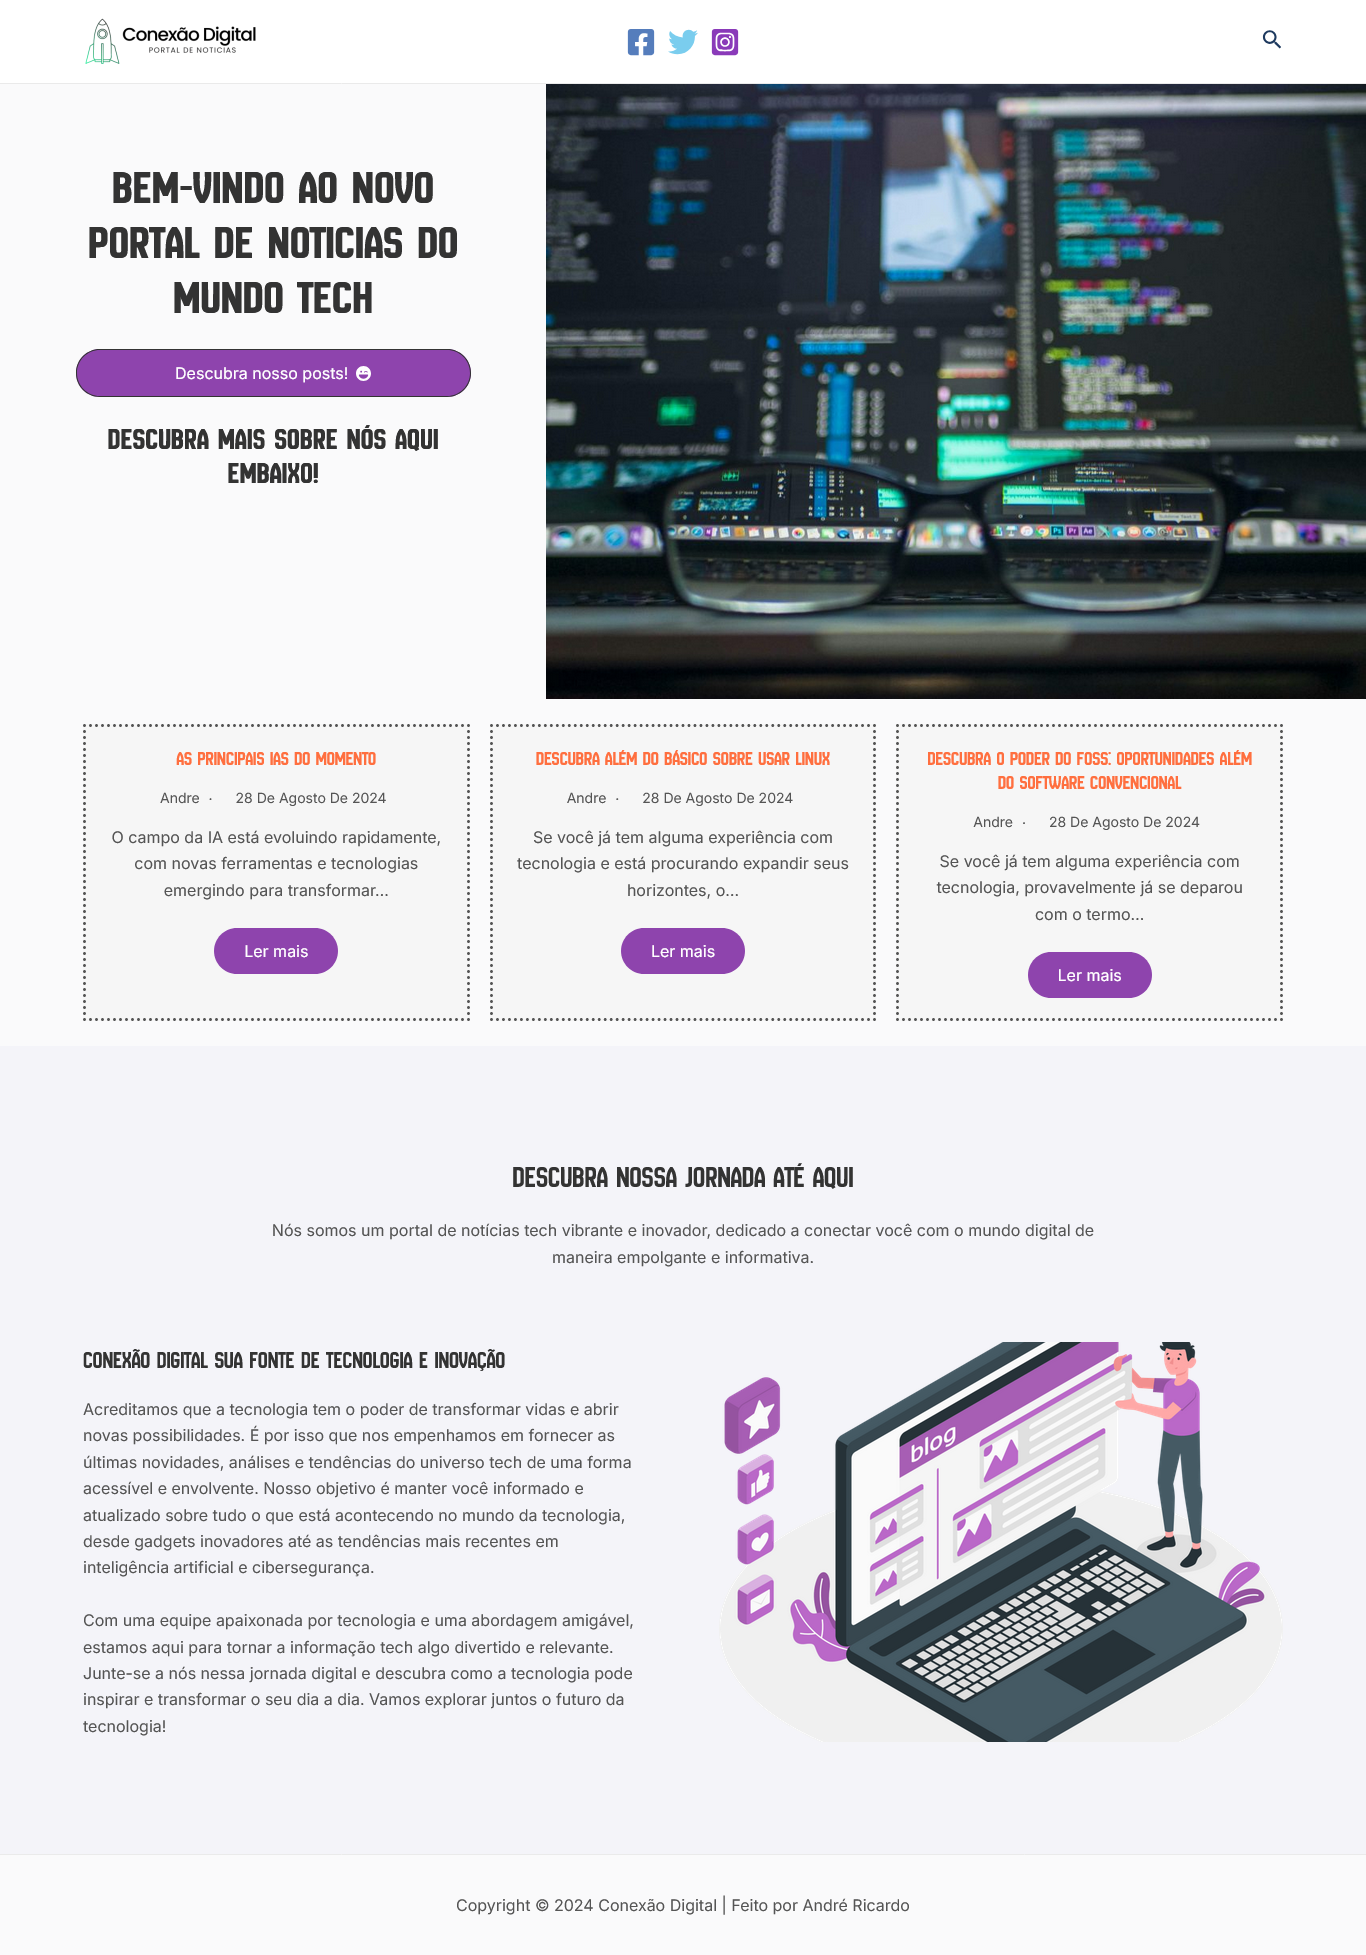 Conexão Digital
PORTAL DE NOTICIAS
BEM-VINDO AO NOVO
PORTAL DE NOTICIAS DO
MUNDO TECH
Descubra nosso posts!
DESCUBRA MAIS SOBRE NÓS AQUI
EMBAIXO!
AS PRINCIPAIS IAS DO MOMENTO
Andre · 28 De Agosto De 2024
O campo da IA está evoluindo rapidamente,
com novas ferramentas e tecnologias
emergindo para transformar…
Ler mais
DESCUBRA ALÉM DO BÁSICO SOBRE USAR LINUX
Andre · 28 De Agosto De 2024
Se você já tem alguma experiência com
tecnologia e está procurando expandir seus
horizontes, o…
Ler mais
DESCUBRA O PODER DO FOSS: OPORTUNIDADES ALÉM
DO SOFTWARE CONVENCIONAL
Andre · 28 De Agosto De 2024
Se você já tem alguma experiência com
tecnologia, provavelmente já se deparou
com o termo…
Ler mais
DESCUBRA NOSSA JORNADA ATÉ AQUI
Nós somos um portal de notícias tech vibrante e inovador, dedicado a conectar você com o mundo digital de
maneira empolgante e informativa.
CONEXÃO DIGITAL SUA FONTE DE TECNOLOGIA E INOVAÇÃO
Acreditamos que a tecnologia tem o poder de transformar vidas e abrir
novas possibilidades. É por isso que nos empenhamos em fornecer as
últimas novidades, análises e tendências do universo tech de uma forma
acessível e envolvente. Nosso objetivo é manter você informado e
atualizado sobre tudo o que está acontecendo no mundo da tecnologia,
desde gadgets inovadores até as tendências mais recentes em
inteligência artificial e cibersegurança.
Com uma equipe apaixonada por tecnologia e uma abordagem amigável,
estamos aqui para tornar a informação tech algo divertido e relevante.
Junte-se a nós nessa jornada digital e descubra como a tecnologia pode
inspirar e transformar o seu dia a dia. Vamos explorar juntos o futuro da
tecnologia!
blog
Copyright © 2024 Conexão Digital | Feito por André Ricardo